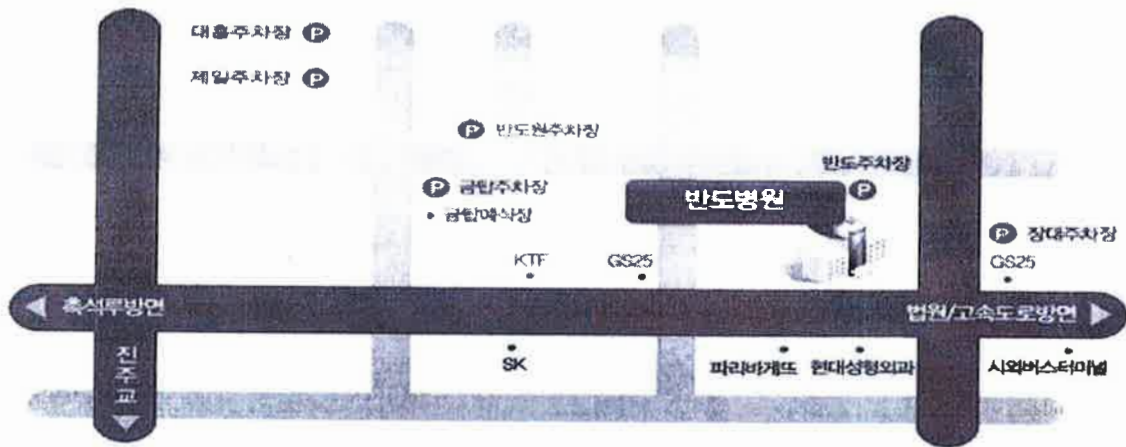 대흥주차장 P
제일주차장 P
P 반도원주차장
반도주차장
P
P 금탑주차장
• 금탑예식장
반도병원
P 장대주차장
KTF
GS25
GS25
◀ 촉석루방면
법원/고속도로방면 ▶
진주교
SK
파리바게뜨
현대성형외과
시외버스터미널